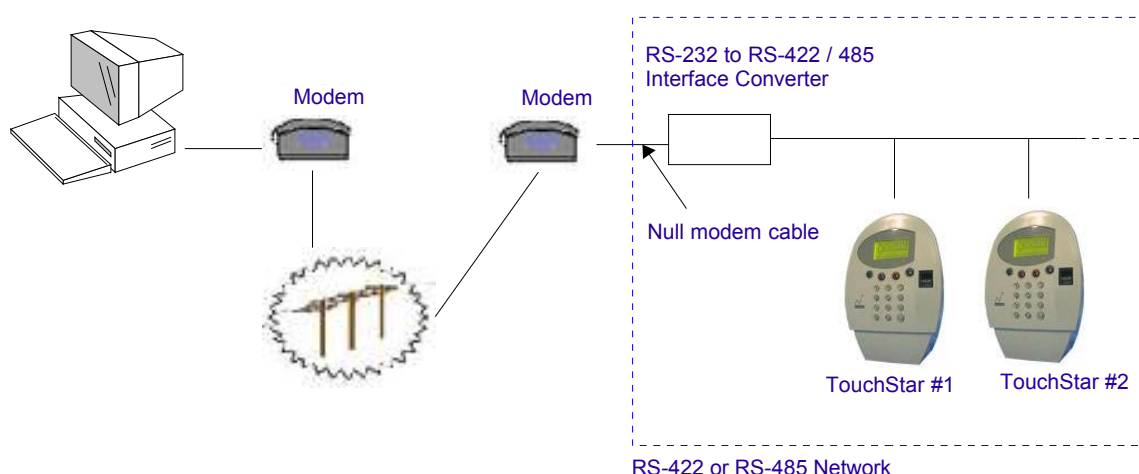 RS-232 to RS-422 / 485
Interface Converter
Modem
Modem
Null modem cable
TouchStar #1
TouchStar #2
RS-422 or RS-485 Network